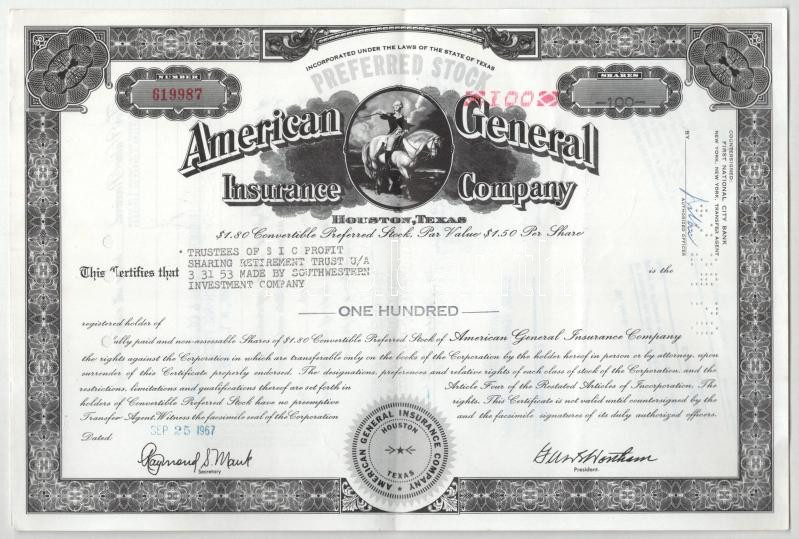 INCORPORATED UNDER THE LAWS OF THE STATE OF TEXAS
PREFERRED STOCK
NUMBER
619987
100
SHARES
-100-
American General
Insurance Company
HOUSTON, TEXAS
$1.80 Convertible Preferred Stock, Par Value $1.50 Per Share
COUNTERSIGNED:
FIRST NATIONAL CITY BANK
NEW YORK, NEW YORK, TRANSFER AGENT,
BY
AUTHORIZED OFFICER
This Certifies that
TRUSTEES OF S I C PROFIT
SHARING RETIREMENT TRUST U/A
3 31 53 MADE BY SOUTHWESTERN
INVESTMENT COMPANY
is the
ONE HUNDRED
registered holder of
ully paid and non-assessable Shares of $1.80 Convertible Preferred Stock of American General Insurance Company
the rights against the Corporation in which are transferable only on the books of the Corporation by the holder hereof in person or by attorney, upon
surrender of this Certificate properly endorsed. The designations, preferences and relative rights of each class of stock of the Corporation, and the
restrictions, limitations and qualifications thereof are set forth in Article Four of the Restated Articles of Incorporation. The
holders of Convertible Preferred Stock have no preemptive rights. This Certificate is not valid until countersigned by the
Transfer Agent. Witness the facsimile seal of the Corporation and the facsimile signatures of its duly authorized officers.
Dated:
SEP 25 1967
AMERICAN GENERAL INSURANCE COMPANY
HOUSTON
TEXAS
Raymond S. Mauk
Secretary
President.